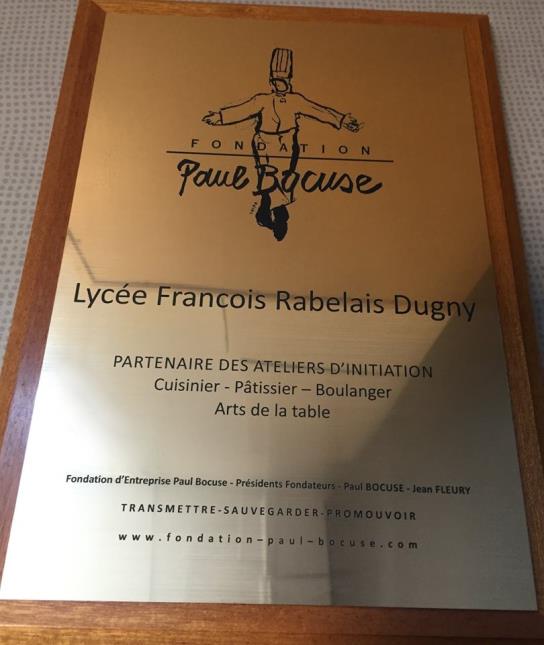 FONDATION
Paul Bocuse
Lycée Francois Rabelais Dugny
PARTENAIRE DES ATELIERS D'INITIATION
Cuisinier - Pâtissier – Boulanger
Arts de la table
Fondation d'Entreprise Paul Bocuse - Présidents Fondateurs - Paul BOCUSE - Jean FLEURY
TRANSMETTRE-SAUVEGARDER-PROMOUVOIR
www.fondation–paul–bocuse.com